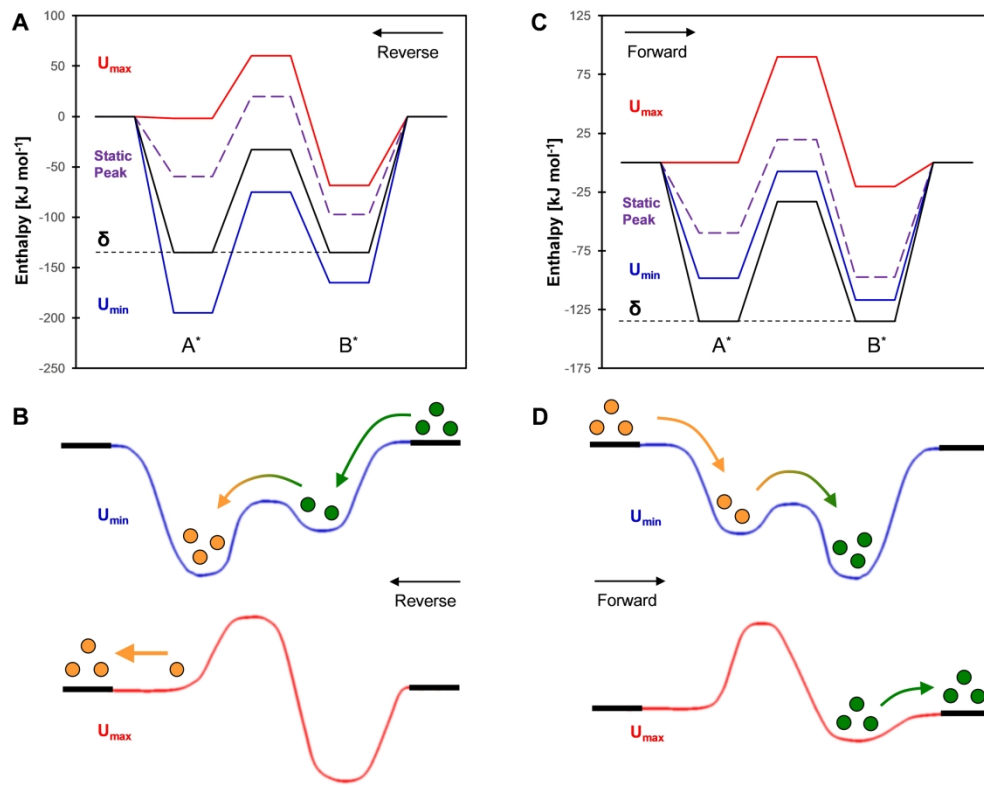 A
Enthalpy [kJ mol-1]
100
50
0
-50
-100
-150
-200
-250
Reverse
Umax
Static
Peak
δ
Umin
A*
B*
C
Enthalpy [kJ mol-1]
125
75
25
-25
-75
-125
-175
Forward
Umax
Static
Peak
Umin
δ
A*
B*
B
Umin
Reverse
Umax
D
Umin
Forward
Umax